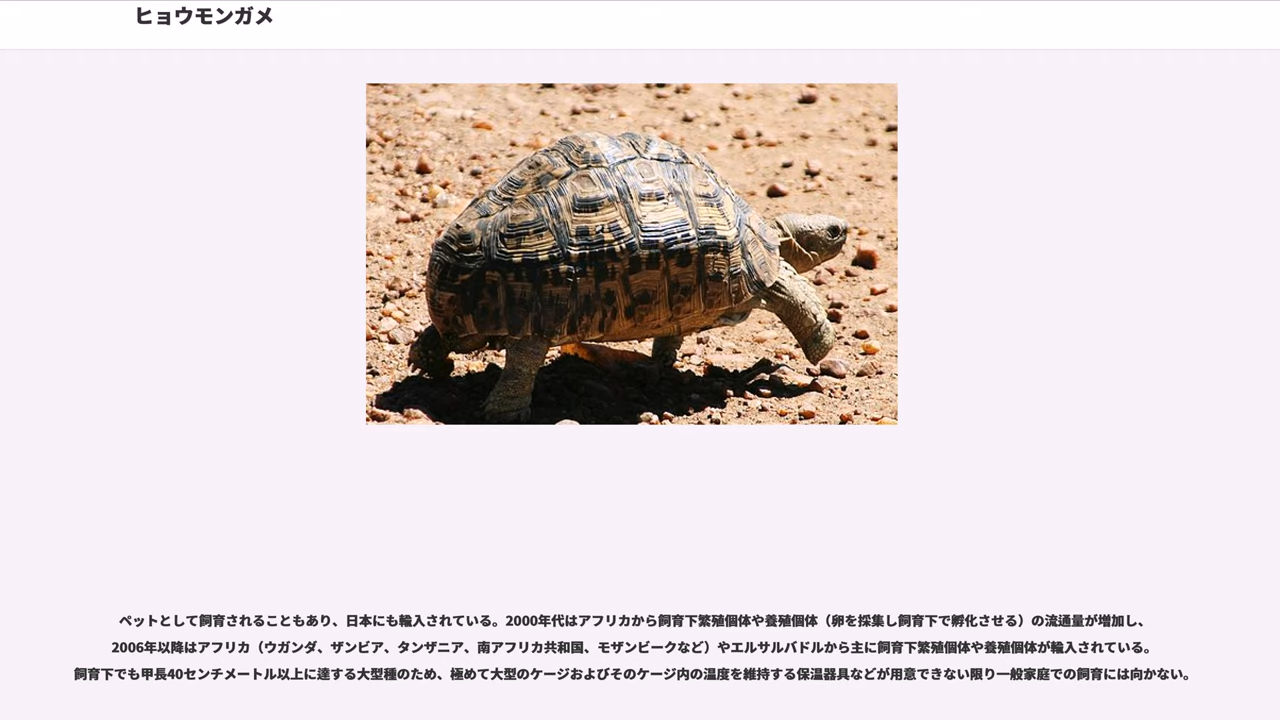 ヒョウモンガメ
ペットとして飼育されることもあり、日本にも輸入されている。2000年代はアフリカから飼育下繁殖個体や養殖個体（卵を採集し飼育下で孵化させる）の流通量が増加し、
2006年以降はアフリカ（ウガンダ、ザンビア、タンザニア、南アフリカ共和国、モザンビークなど）やエルサルバドルから主に飼育下繁殖個体や養殖個体が輸入されている。
飼育下でも甲長40センチメートル以上に達する大型種のため、極めて大型のケージおよびそのケージ内の温度を維持する保温器具などが用意できない限り一般家庭での飼育には向かない。